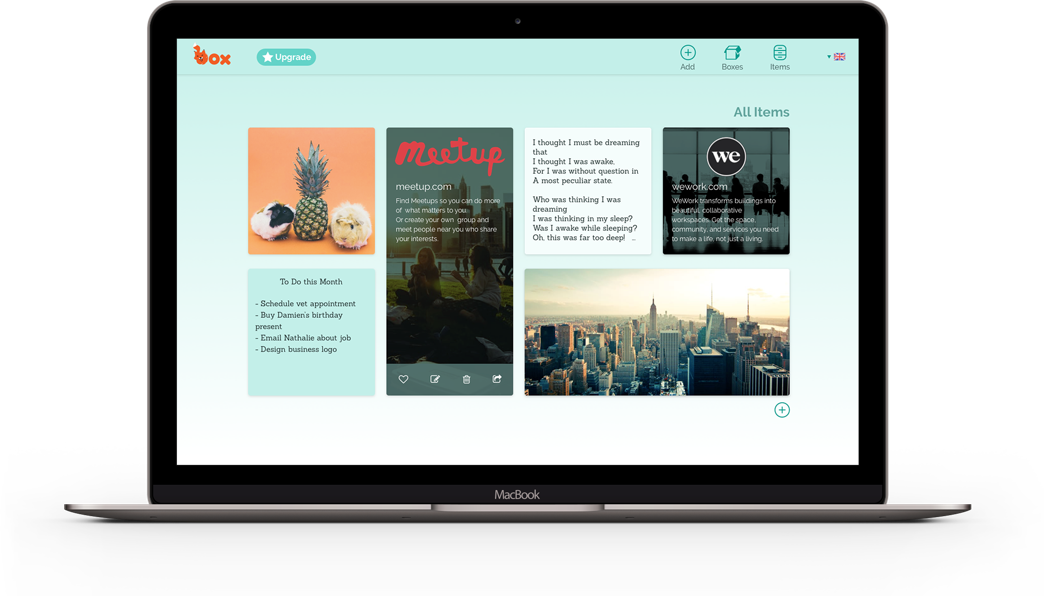 box
Upgrade
Add
Boxes
Items
All Items
meetup
meetup.com
Find Meetups so you can do more
of what matters to you.
Or create your own group and
meet people near you who share
your interests.
I thought I must be dreaming
that
I thought I was awake,
For I was without question in
A most peculiar state.
Who was thinking I was
dreaming
I was thinking in my sleep?
Was I awake while sleeping?
Oh, this was far too deep! ...
we
wework.com
WeWork transforms buildings into
beautiful, collaborative
workspaces. Get the space,
community, and services you need
to make a life, not just a living.
To Do this Month
- Schedule vet appointment
- Buy Damien's birthday
present
- Email Nathalie about job
- Design business logo
MacBook